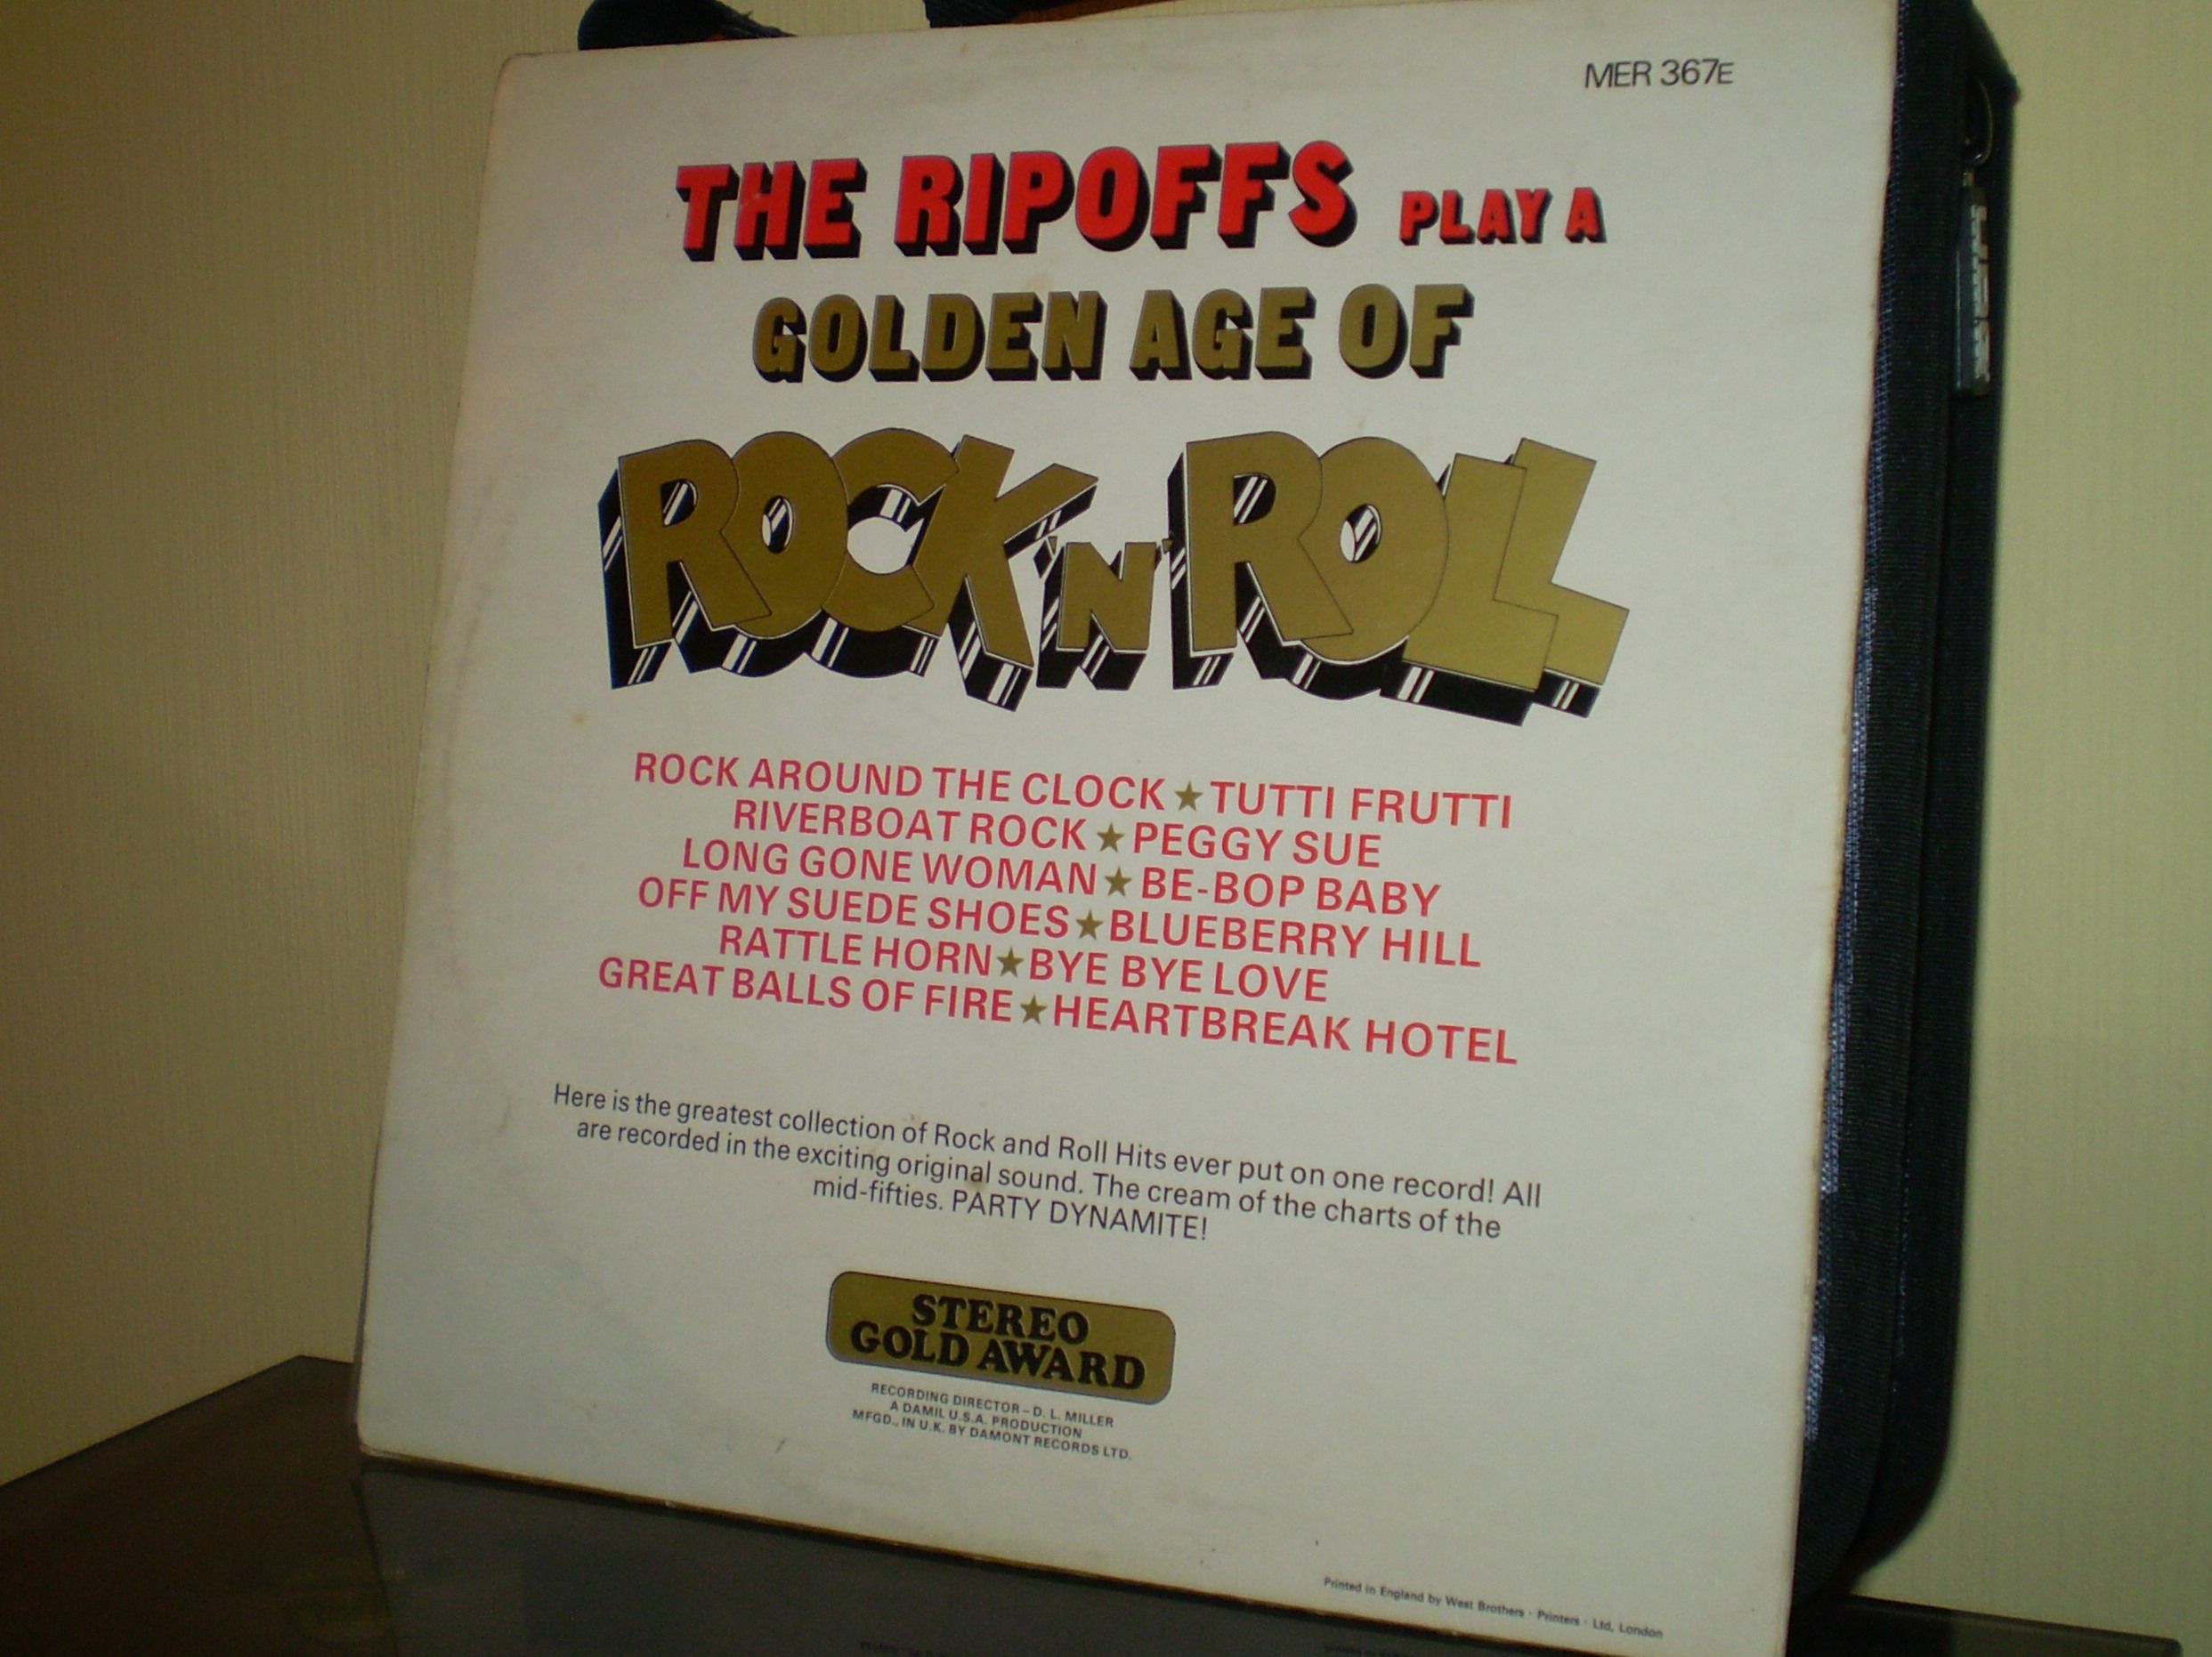 MER 367E
THE RIPOFFS PLAY A
GOLDEN AGE OF
ROCK 'N' ROLL
ROCK AROUND THE CLOCK ★ TUTTI FRUTTI
RIVERBOAT ROCK ★ PEGGY SUE
LONG GONE WOMAN ★ BE-BOP BABY
OFF MY SUEDE SHOES ★ BLUEBERRY HILL
RATTLE HORN ★ BYE BYE LOVE
GREAT BALLS OF FIRE ★ HEARTBREAK HOTEL
Here is the greatest collection of Rock and Roll Hits ever put on one record! All
are recorded in the exciting original sound. The cream of the charts of the
mid-fifties. PARTY DYNAMITE!
STEREO
GOLD AWARD
RECORDING DIRECTOR – D. L. MILLER
A DAMIL U.S.A. PRODUCTION
MFGD., IN U.K. BY DAMONT RECORDS LTD.
Printed in England by West Brothers · Printers · Ltd, London